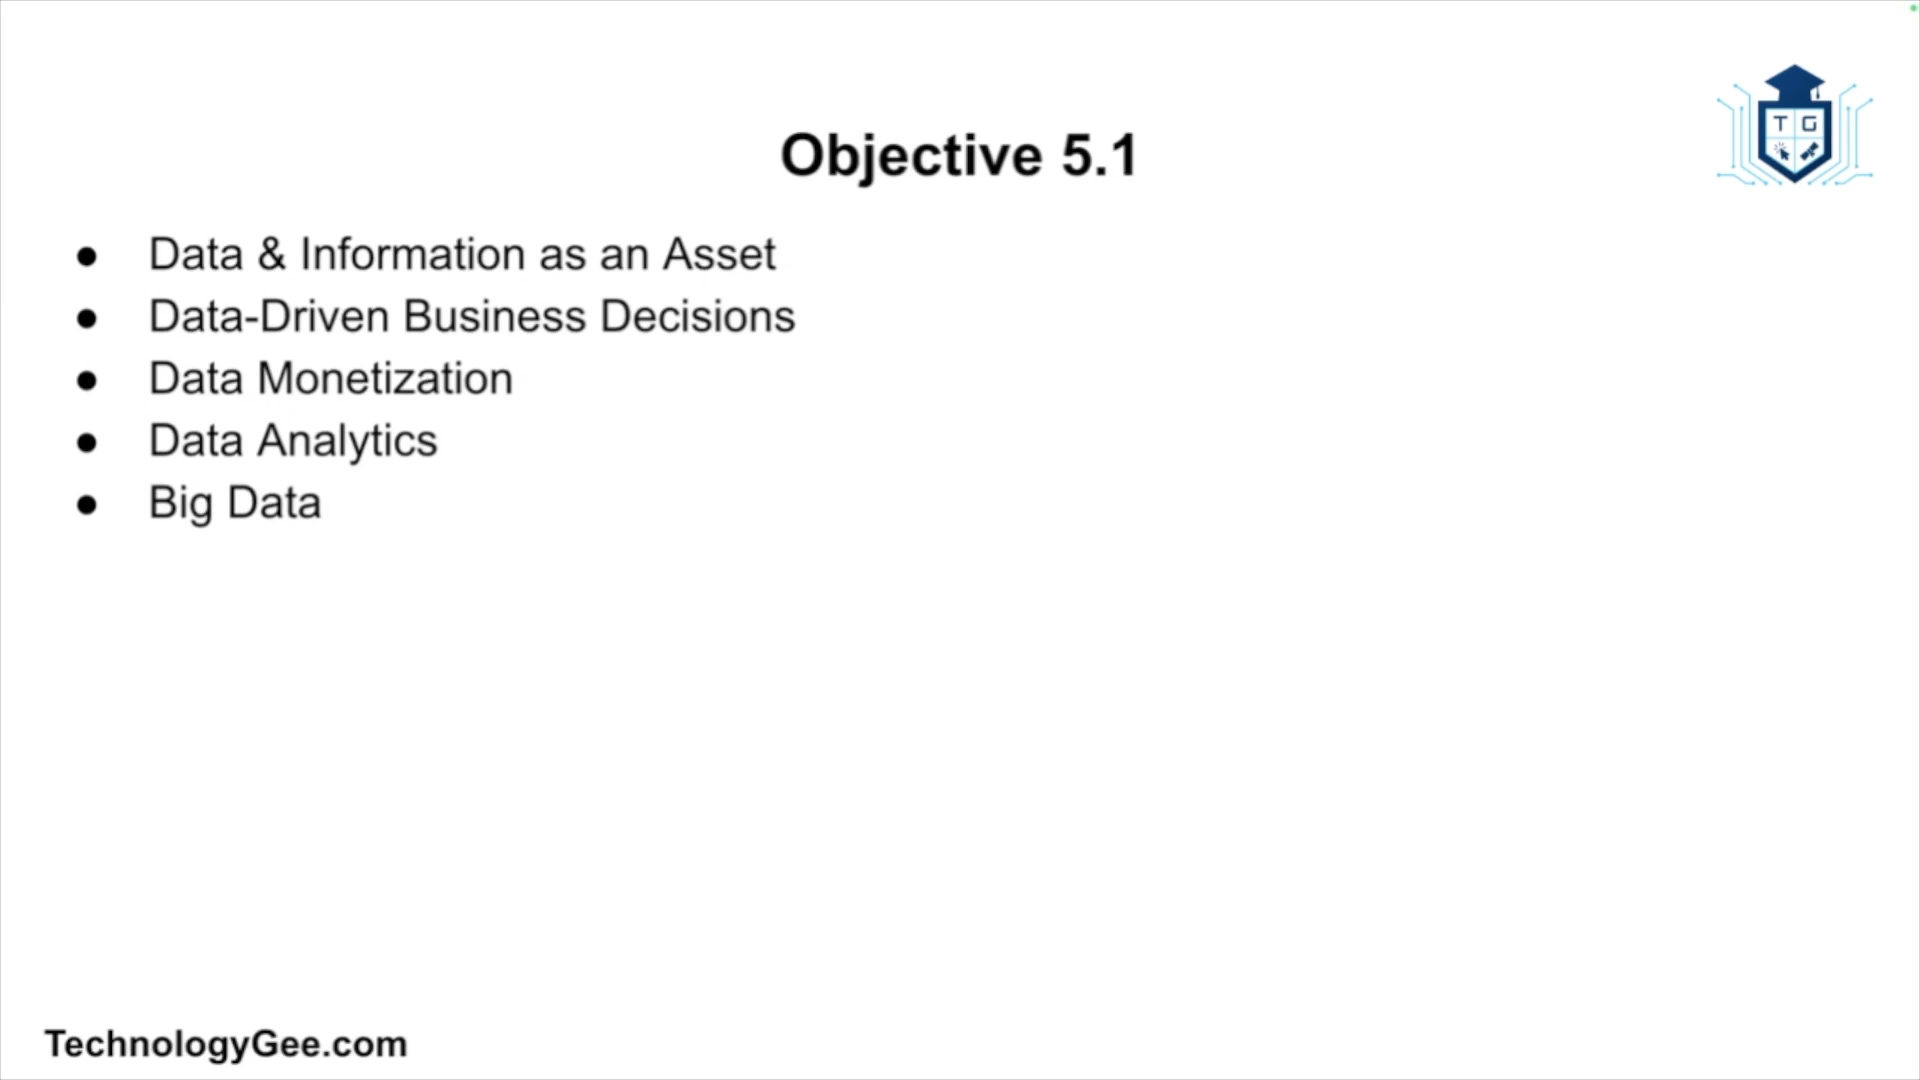 Objective 5.1
T G
● Data & Information as an Asset
● Data-Driven Business Decisions
● Data Monetization
● Data Analytics
● Big Data
TechnologyGee.com